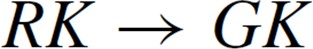 RK → GK